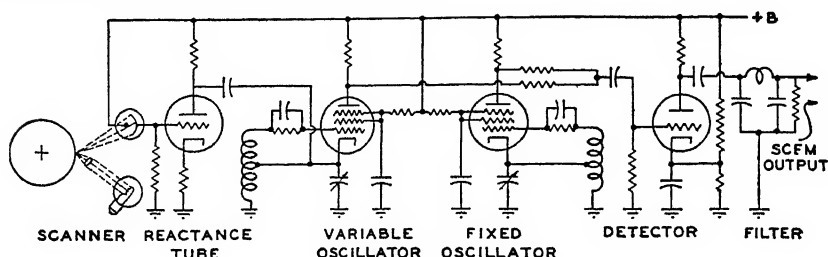 +B
SCFM
OUTPUT
SCANNER REACTANCE TUBE
VARIABLE OSCILLATOR
FIXED OSCILLATOR
DETECTOR
FILTER